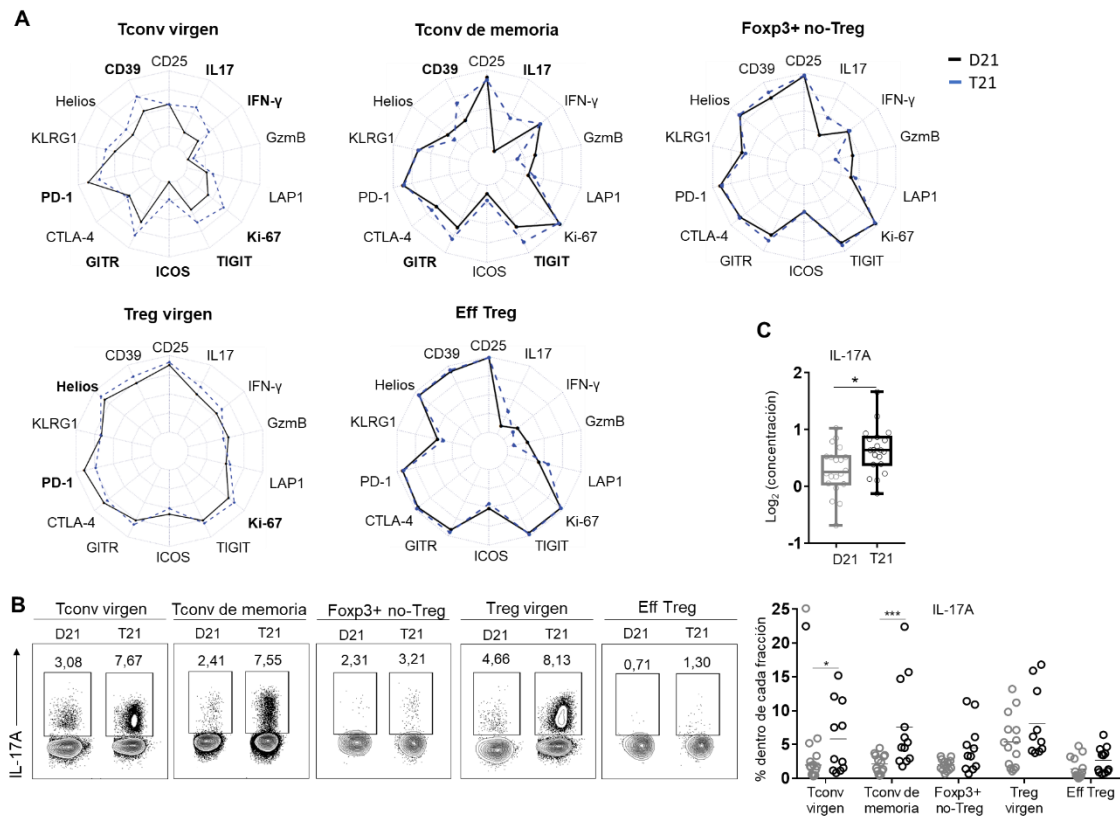 A
Tconv virgen
CD25
IL17
IFN-γ
GzmB
LAP1
Ki-67
TIGIT
ICOS
GITR
CTLA-4
PD-1
KLRG1
Helios
CD39
Tconv de memoria
CD25
IL17
IFN-γ
GzmB
LAP1
Ki-67
TIGIT
ICOS
GITR
CTLA-4
PD-1
KLRG1
Helios
CD39
Foxp3+ no-Treg
CD25
IL17
IFN-γ
GzmB
LAP1
Ki-67
TIGIT
ICOS
GITR
CTLA-4
PD-1
KLRG1
Helios
CD39
D21
T21
Treg virgen
CD25
IL17
IFN-γ
GzmB
LAP1
Ki-67
TIGIT
ICOS
GITR
CTLA-4
PD-1
KLRG1
Helios
CD39
Eff Treg
CD25
IL17
IFN-γ
GzmB
LAP1
Ki-67
TIGIT
ICOS
GITR
CTLA-4
PD-1
KLRG1
Helios
CD39
C
IL-17A
*
Log2 (concentración)
2
1
0
-1
D21 T21
B
Tconv virgen Tconv de memoria Foxp3+ no-Treg Treg virgen Eff Treg
D21 T21 D21 T21 D21 T21 D21 T21 D21 T21
3,08 7,67 2,41 7,55 2,31 3,21 4,66 8,13 0,71 1,30
IL-17A
IL-17A
* ***
% dentro de cada fracción
25
20
15
10
5
0
Tconv virgen
Tconv de memoria
Foxp3+ no-Treg
Treg virgen
Eff Treg